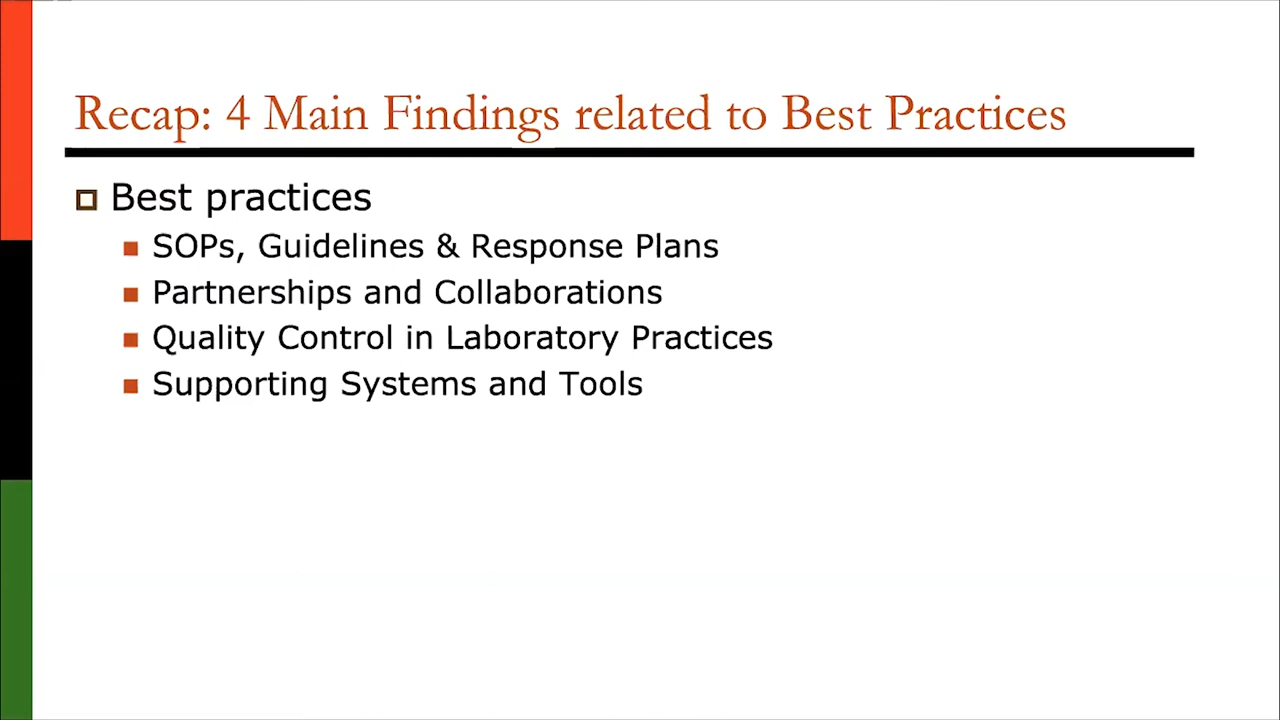 Recap: 4 Main Findings related to Best Practices
Best practices
SOPs, Guidelines & Response Plans
Partnerships and Collaborations
Quality Control in Laboratory Practices
Supporting Systems and Tools